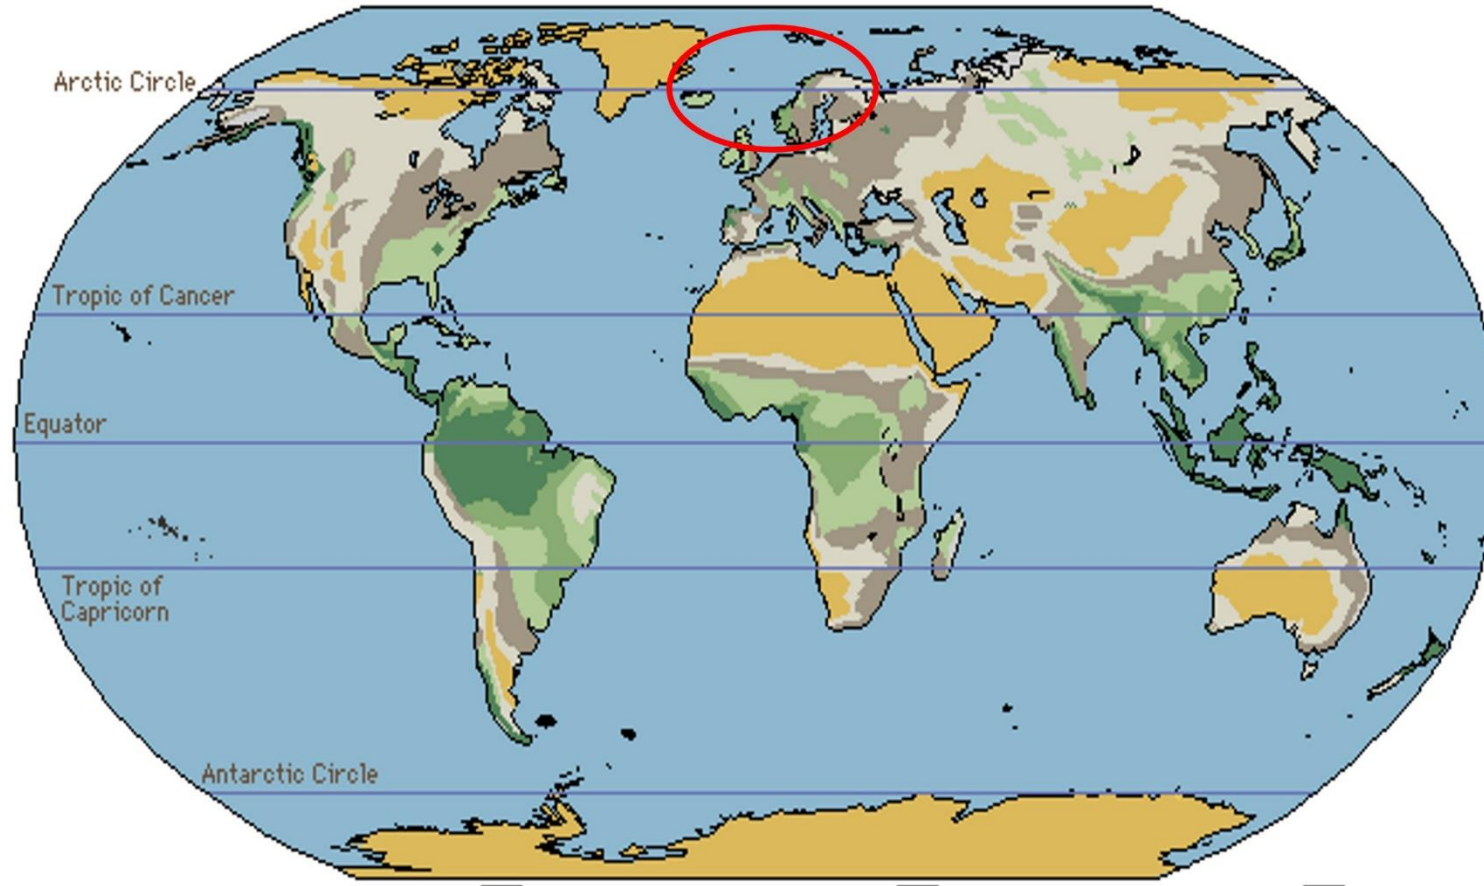 Arctic Circle
Tropic of Cancer
Equator
Tropic of
Capricorn
Antarctic Circle